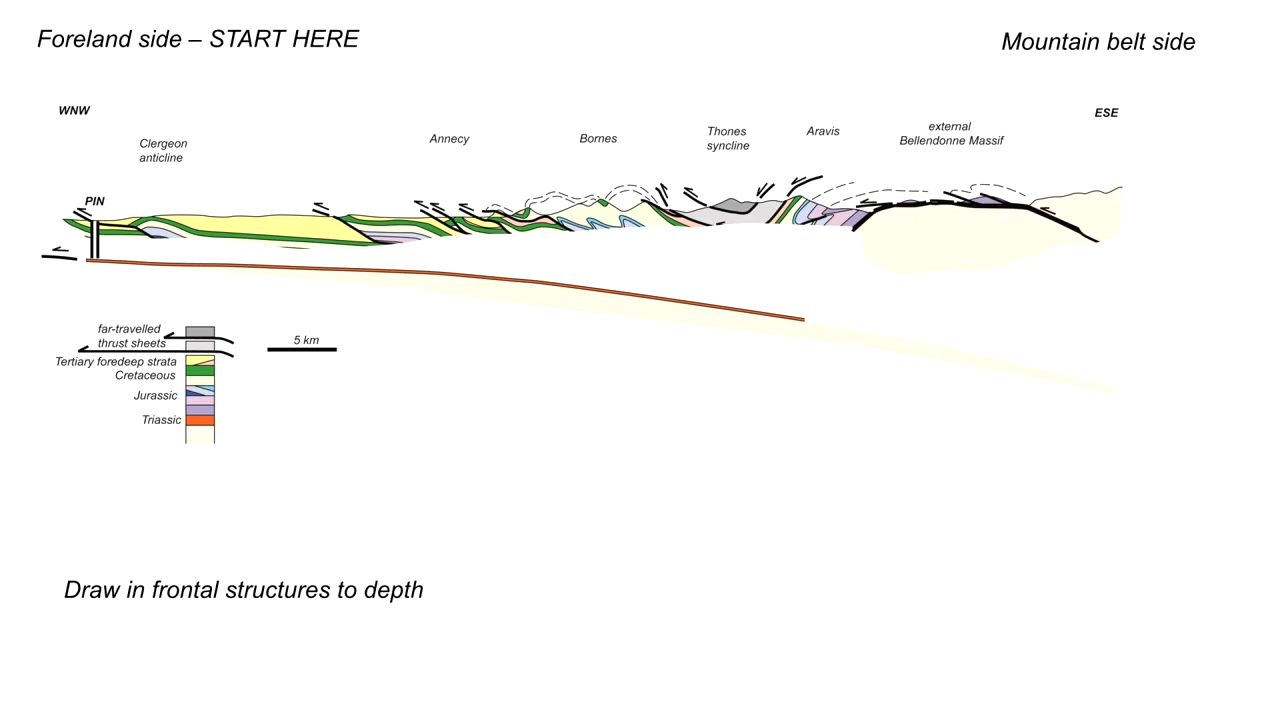 Foreland side – START HERE
Mountain belt side
WNW
ESE
Clergeon
anticline
Annecy
Bornes
Thones
syncline
Aravis
external
Bellendonne Massif
PIN
far-travelled
thrust sheets
Tertiary foredeep strata
Cretaceous
Jurassic
Triassic
5 km
Draw in frontal structures to depth